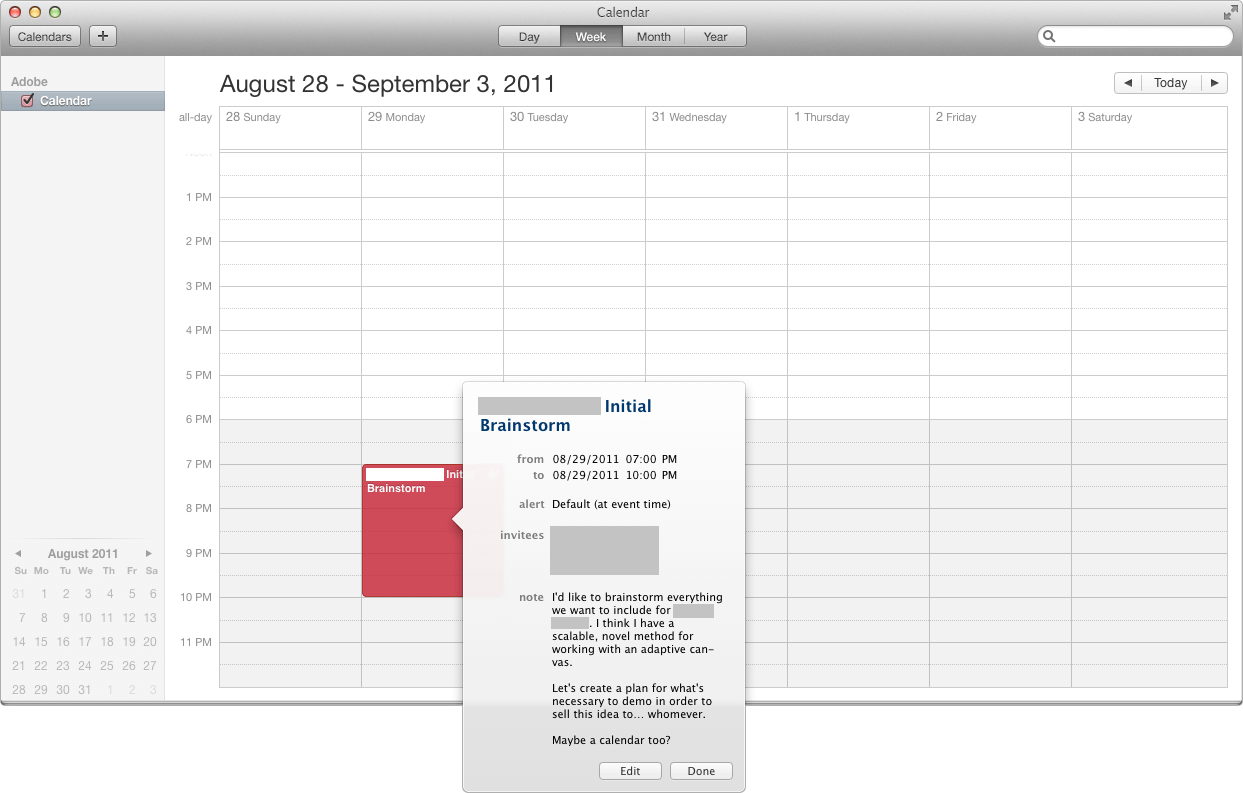 Calendar
Calendars + Day Week Month Year
Adobe
Calendar
August 28 - September 3, 2011
◀ Today ▶
all-day 28 Sunday 29 Monday 30 Tuesday 31 Wednesday 1 Thursday 2 Friday 3 Saturday
1 PM
2 PM
3 PM
4 PM
5 PM
6 PM
7 PM
8 PM
9 PM
10 PM
11 PM
Brainstorm
Initial
Brainstorm
from 08/29/2011 07:00 PM
to 08/29/2011 10:00 PM
alert Default (at event time)
invitees
note I'd like to brainstorm everything
we want to include for
. I think I have a
scalable, novel method for
working with an adaptive can-
vas.
Let's create a plan for what's
necessary to demo in order to
sell this idea to... whomever.
Maybe a calendar too?
Edit Done
◀ August 2011 ▶
Su Mo Tu We Th Fr Sa
31 1 2 3 4 5 6
7 8 9 10 11 12 13
14 15 16 17 18 19 20
21 22 23 24 25 26 27
28 29 30 31 1 2 3